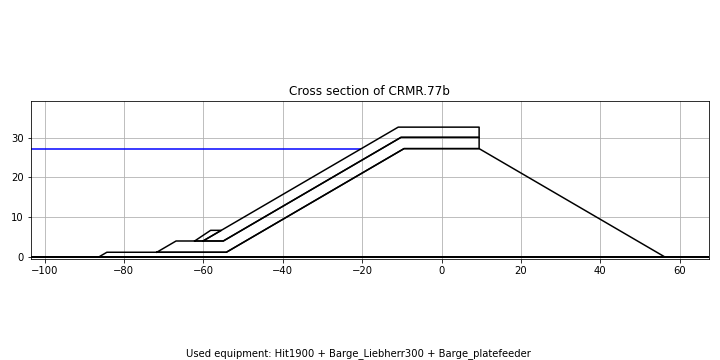 Cross section of CRMR.77b
30
20
10
0
−100 −80 −60 −40 −20 0 20 40 60
Used equipment: Hit1900 + Barge_Liebherr300 + Barge_platefeeder